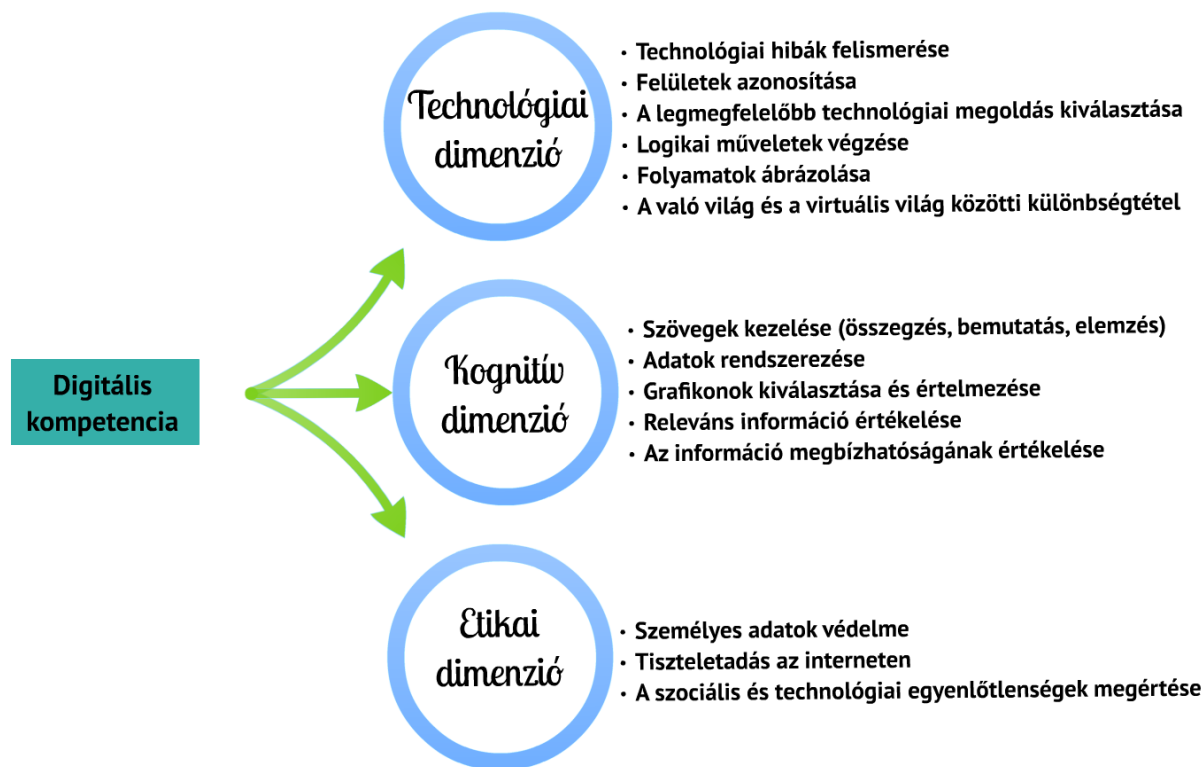 Technológiai
dimenzió
· Technológiai hibák felismerése
· Felületek azonosítása
· A legmegfelelőbb technológiai megoldás kiválasztása
· Logikai műveletek végzése
· Folyamatok ábrázolása
· A való világ és a virtuális világ közötti különbségtétel
Digitális
kompetencia
Kognitív
dimenzió
· Szövegek kezelése (összegzés, bemutatás, elemzés)
· Adatok rendszerezése
· Grafikonok kiválasztása és értelmezése
· Releváns információ értékelése
· Az információ megbízhatóságának értékelése
Etikai
dimenzió
· Személyes adatok védelme
· Tiszteletadás az interneten
· A szociális és technológiai egyenlőtlenségek megértése